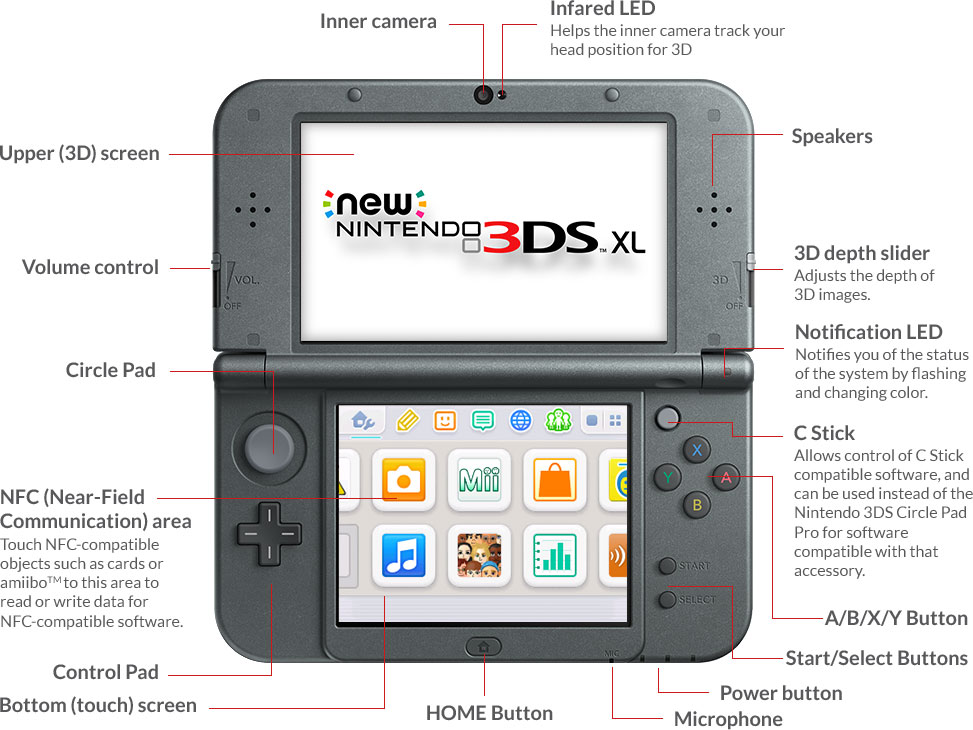 Inner camera
Infared LED
Helps the inner camera track your
head position for 3D
Upper (3D) screen
Speakers
new
NINTENDO 3DS™ XL
Volume control
VOL.
OFF
3D
OFF
3D depth slider
Adjusts the depth of
3D images.
Notification LED
Notifies you of the status
of the system by flashing
and changing color.
Circle Pad
C Stick
Allows control of C Stick
compatible software, and
can be used instead of the
Nintendo 3DS Circle Pad
Pro for software
compatible with that
accessory.
X
Y
A
B
Mii
NFC (Near-Field
Communication) area
Touch NFC-compatible
objects such as cards or
amiibo™ to this area to
read or write data for
NFC-compatible software.
START
SELECT
A/B/X/Y Button
Start/Select Buttons
Control Pad
MIC
Bottom (touch) screen
HOME Button
Power button
Microphone